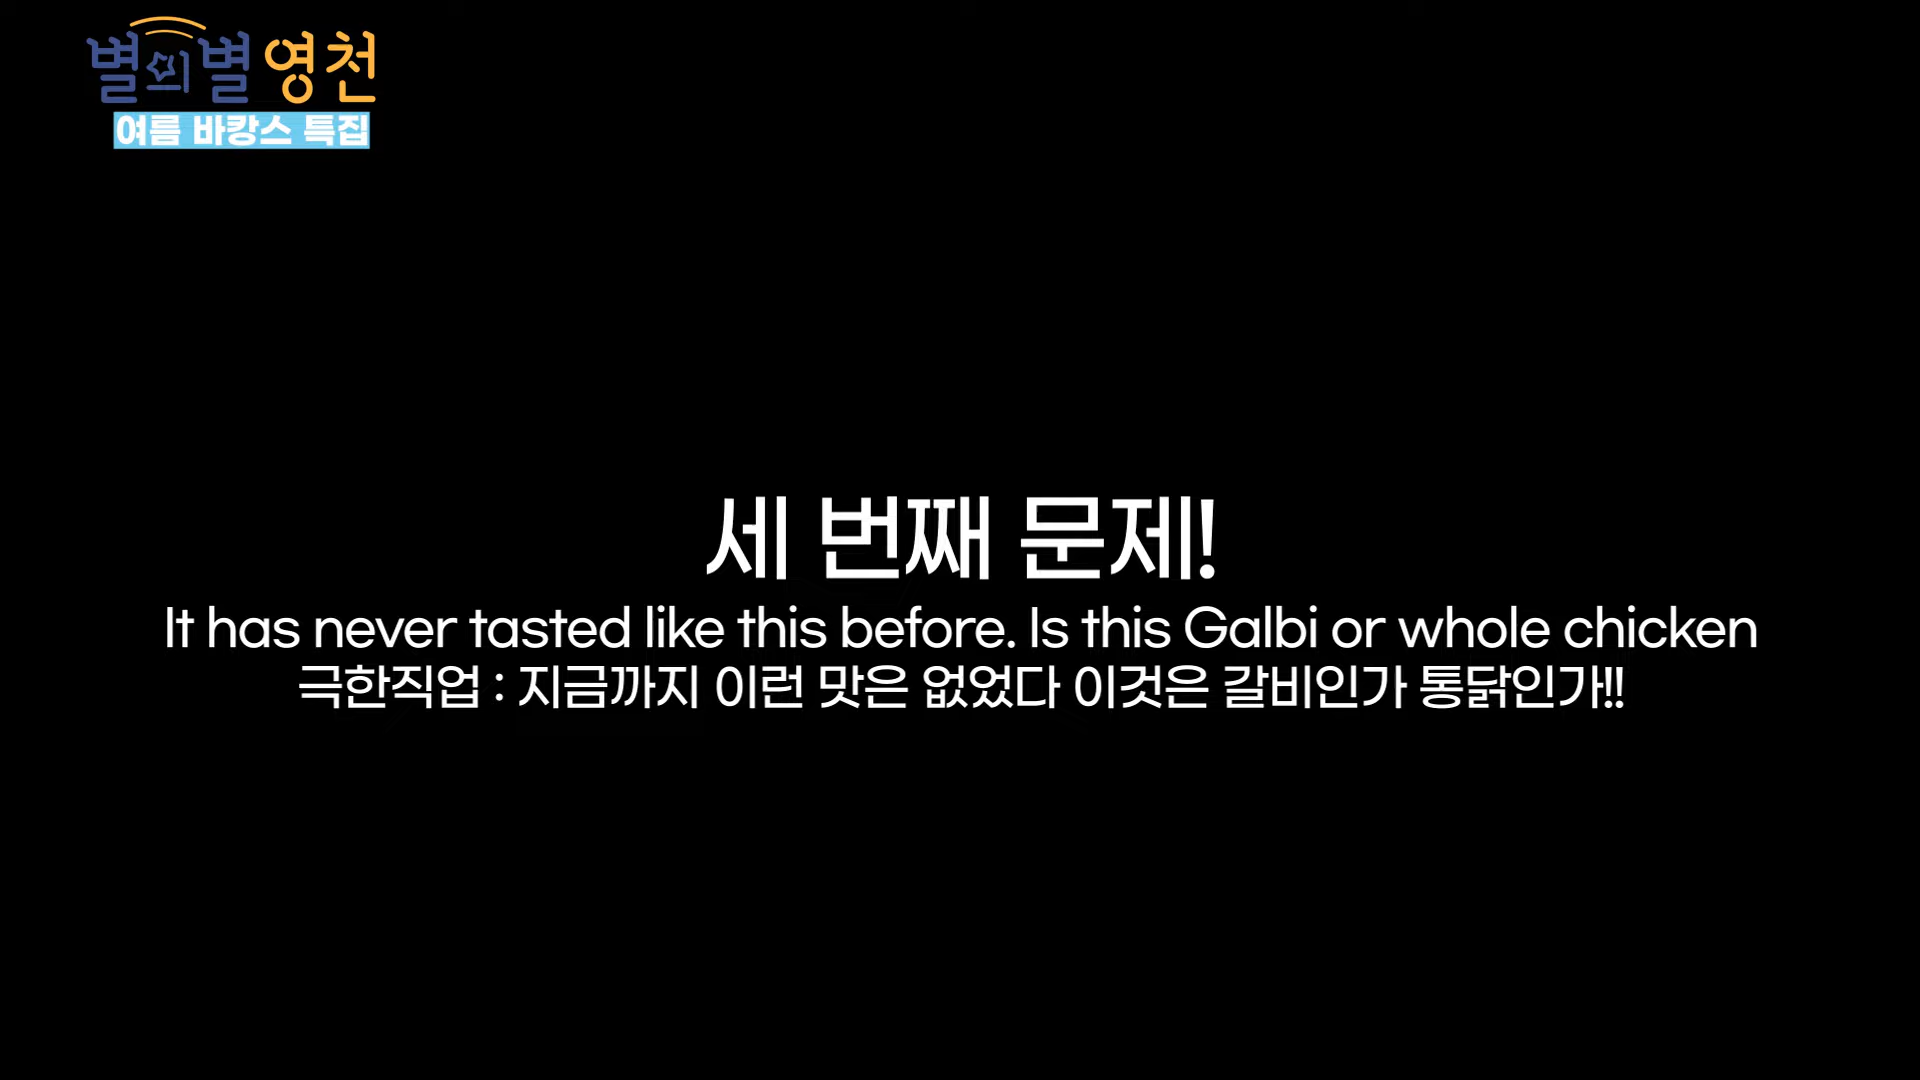 별의별 영천
여름 바캉스 특집
세 번째 문제!
It has never tasted like this before. Is this Galbi or whole chicken
극한직업 : 지금까지 이런 맛은 없었다 이것은 갈비인가 통닭인가!!